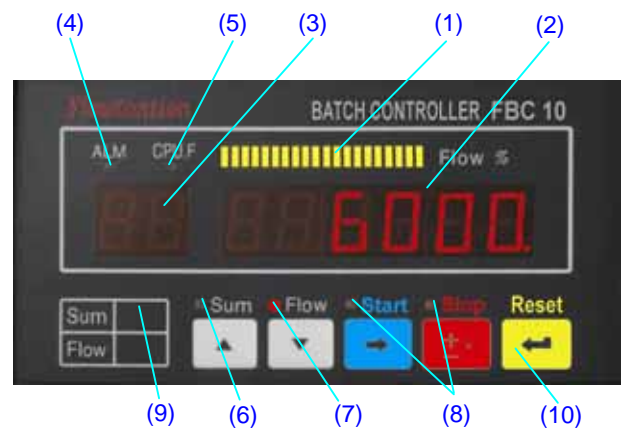 (4) (5) (3) (1) (2)
BATCH CONTROLLER FBC 10
ALM CPU.F Flow %
6000.
Sum Flow Start Stop Reset
Sum
Flow
± .
(9) (6) (7) (8) (10)